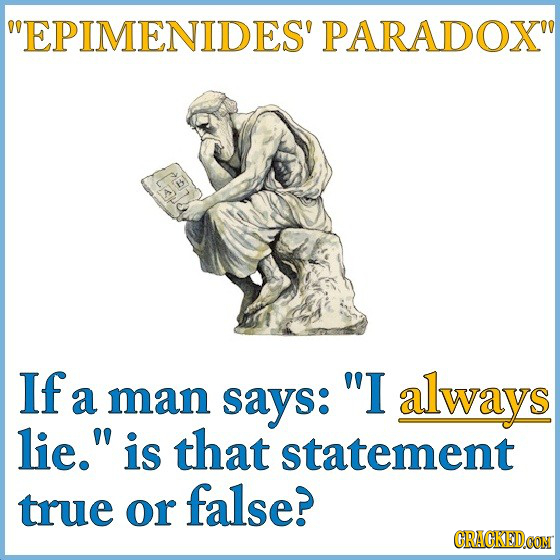 "EPIMENIDES' PARADOX"
If a man says: "I always
lie." is that statement
true or false?
CRACKED.COM